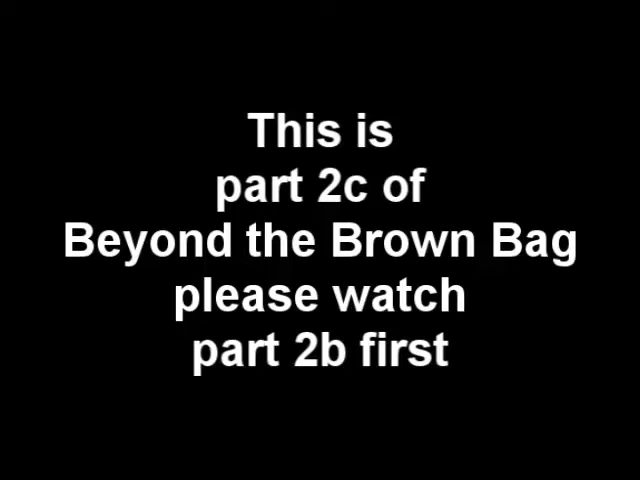 This is
part 2c of
Beyond the Brown Bag
please watch
part 2b first